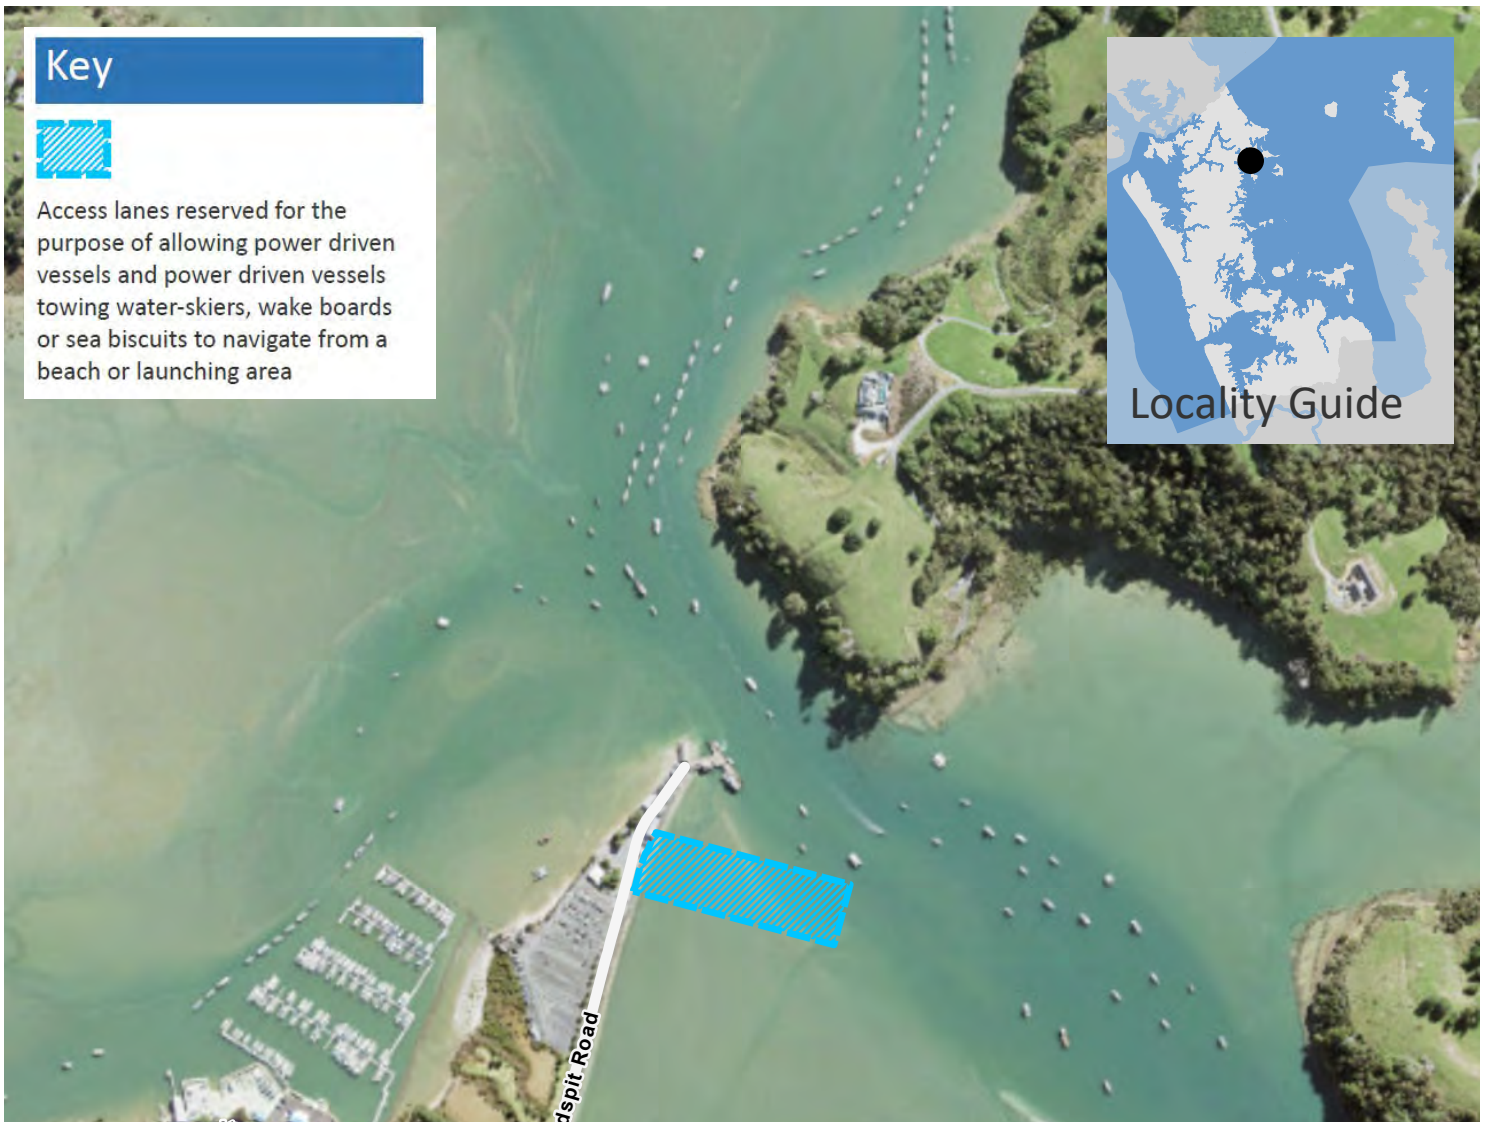 Key
Access lanes reserved for the
purpose of allowing power driven
vessels and power driven vessels
towing water-skiers, wake boards
or sea biscuits to navigate from a
beach or launching area
Locality Guide
dspit Road